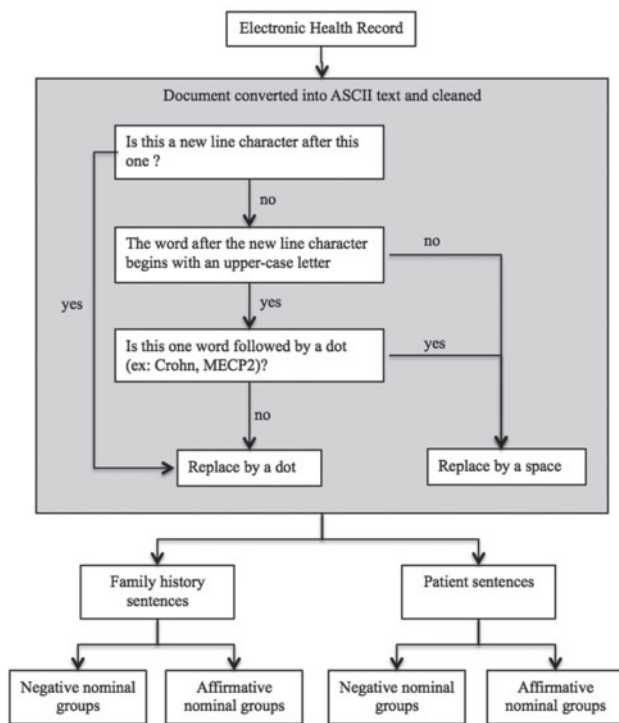 Electronic Health Record
Document converted into ASCII text and cleaned
Is this a new line character after this
one ?
no
The word after the new line character
begins with an upper-case letter
no
yes
yes
Is this one word followed by a dot
(ex: Crohn, MECP2)?
yes
no
Replace by a dot
Replace by a space
Family history
sentences
Patient sentences
Negative nominal
groups
Affirmative nominal
groups
Negative nominal
groups
Affirmative nominal
groups